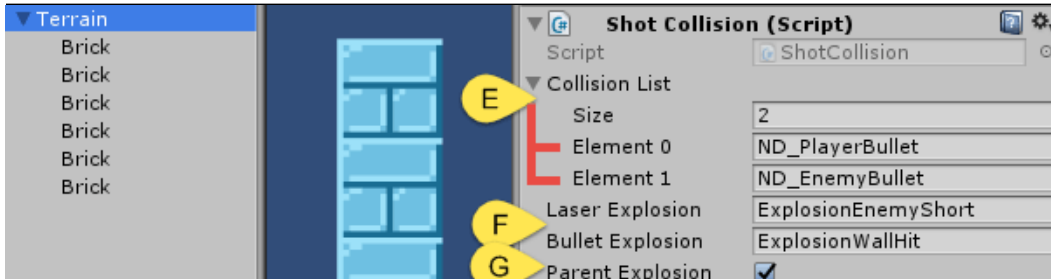 Terrain
Brick
Brick
Brick
Brick
Brick
Brick
Shot Collision (Script)
Script ShotCollision
Collision List
E
Size 2
Element 0 ND_PlayerBullet
Element 1 ND_EnemyBullet
Laser Explosion ExplosionEnemyShort
F
Bullet Explosion ExplosionWallHit
G
Parent Explosion